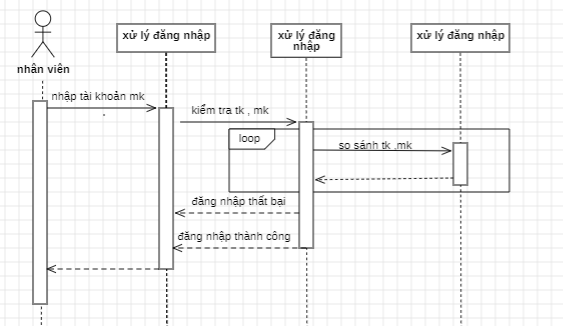 xử lý đăng nhập
xử lý đăng
nhập
xử lý đăng nhập
nhân viên
nhập tài khoản mk
kiểm tra tk , mk
loop
so sánh tk ,mk
đăng nhập thất bại
đăng nhập thành công